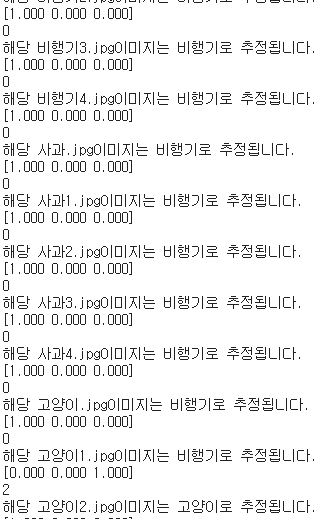 [1.000 0.000 0.000]
0
해당 비행기3.jpg이미지는 비행기로 추정됩니다.
[1.000 0.000 0.000]
0
해당 비행기4.jpg이미지는 비행기로 추정됩니다.
[1.000 0.000 0.000]
0
해당 사과.jpg이미지는 비행기로 추정됩니다.
[1.000 0.000 0.000]
0
해당 사과1.jpg이미지는 비행기로 추정됩니다.
[1.000 0.000 0.000]
0
해당 사과2.jpg이미지는 비행기로 추정됩니다.
[1.000 0.000 0.000]
0
해당 사과3.jpg이미지는 비행기로 추정됩니다.
[1.000 0.000 0.000]
0
해당 사과4.jpg이미지는 비행기로 추정됩니다.
[1.000 0.000 0.000]
0
해당 고양이.jpg이미지는 비행기로 추정됩니다.
[1.000 0.000 0.000]
0
해당 고양이1.jpg이미지는 비행기로 추정됩니다.
[0.000 0.000 1.000]
2
해당 고양이2.jpg이미지는 고양이로 추정됩니다.